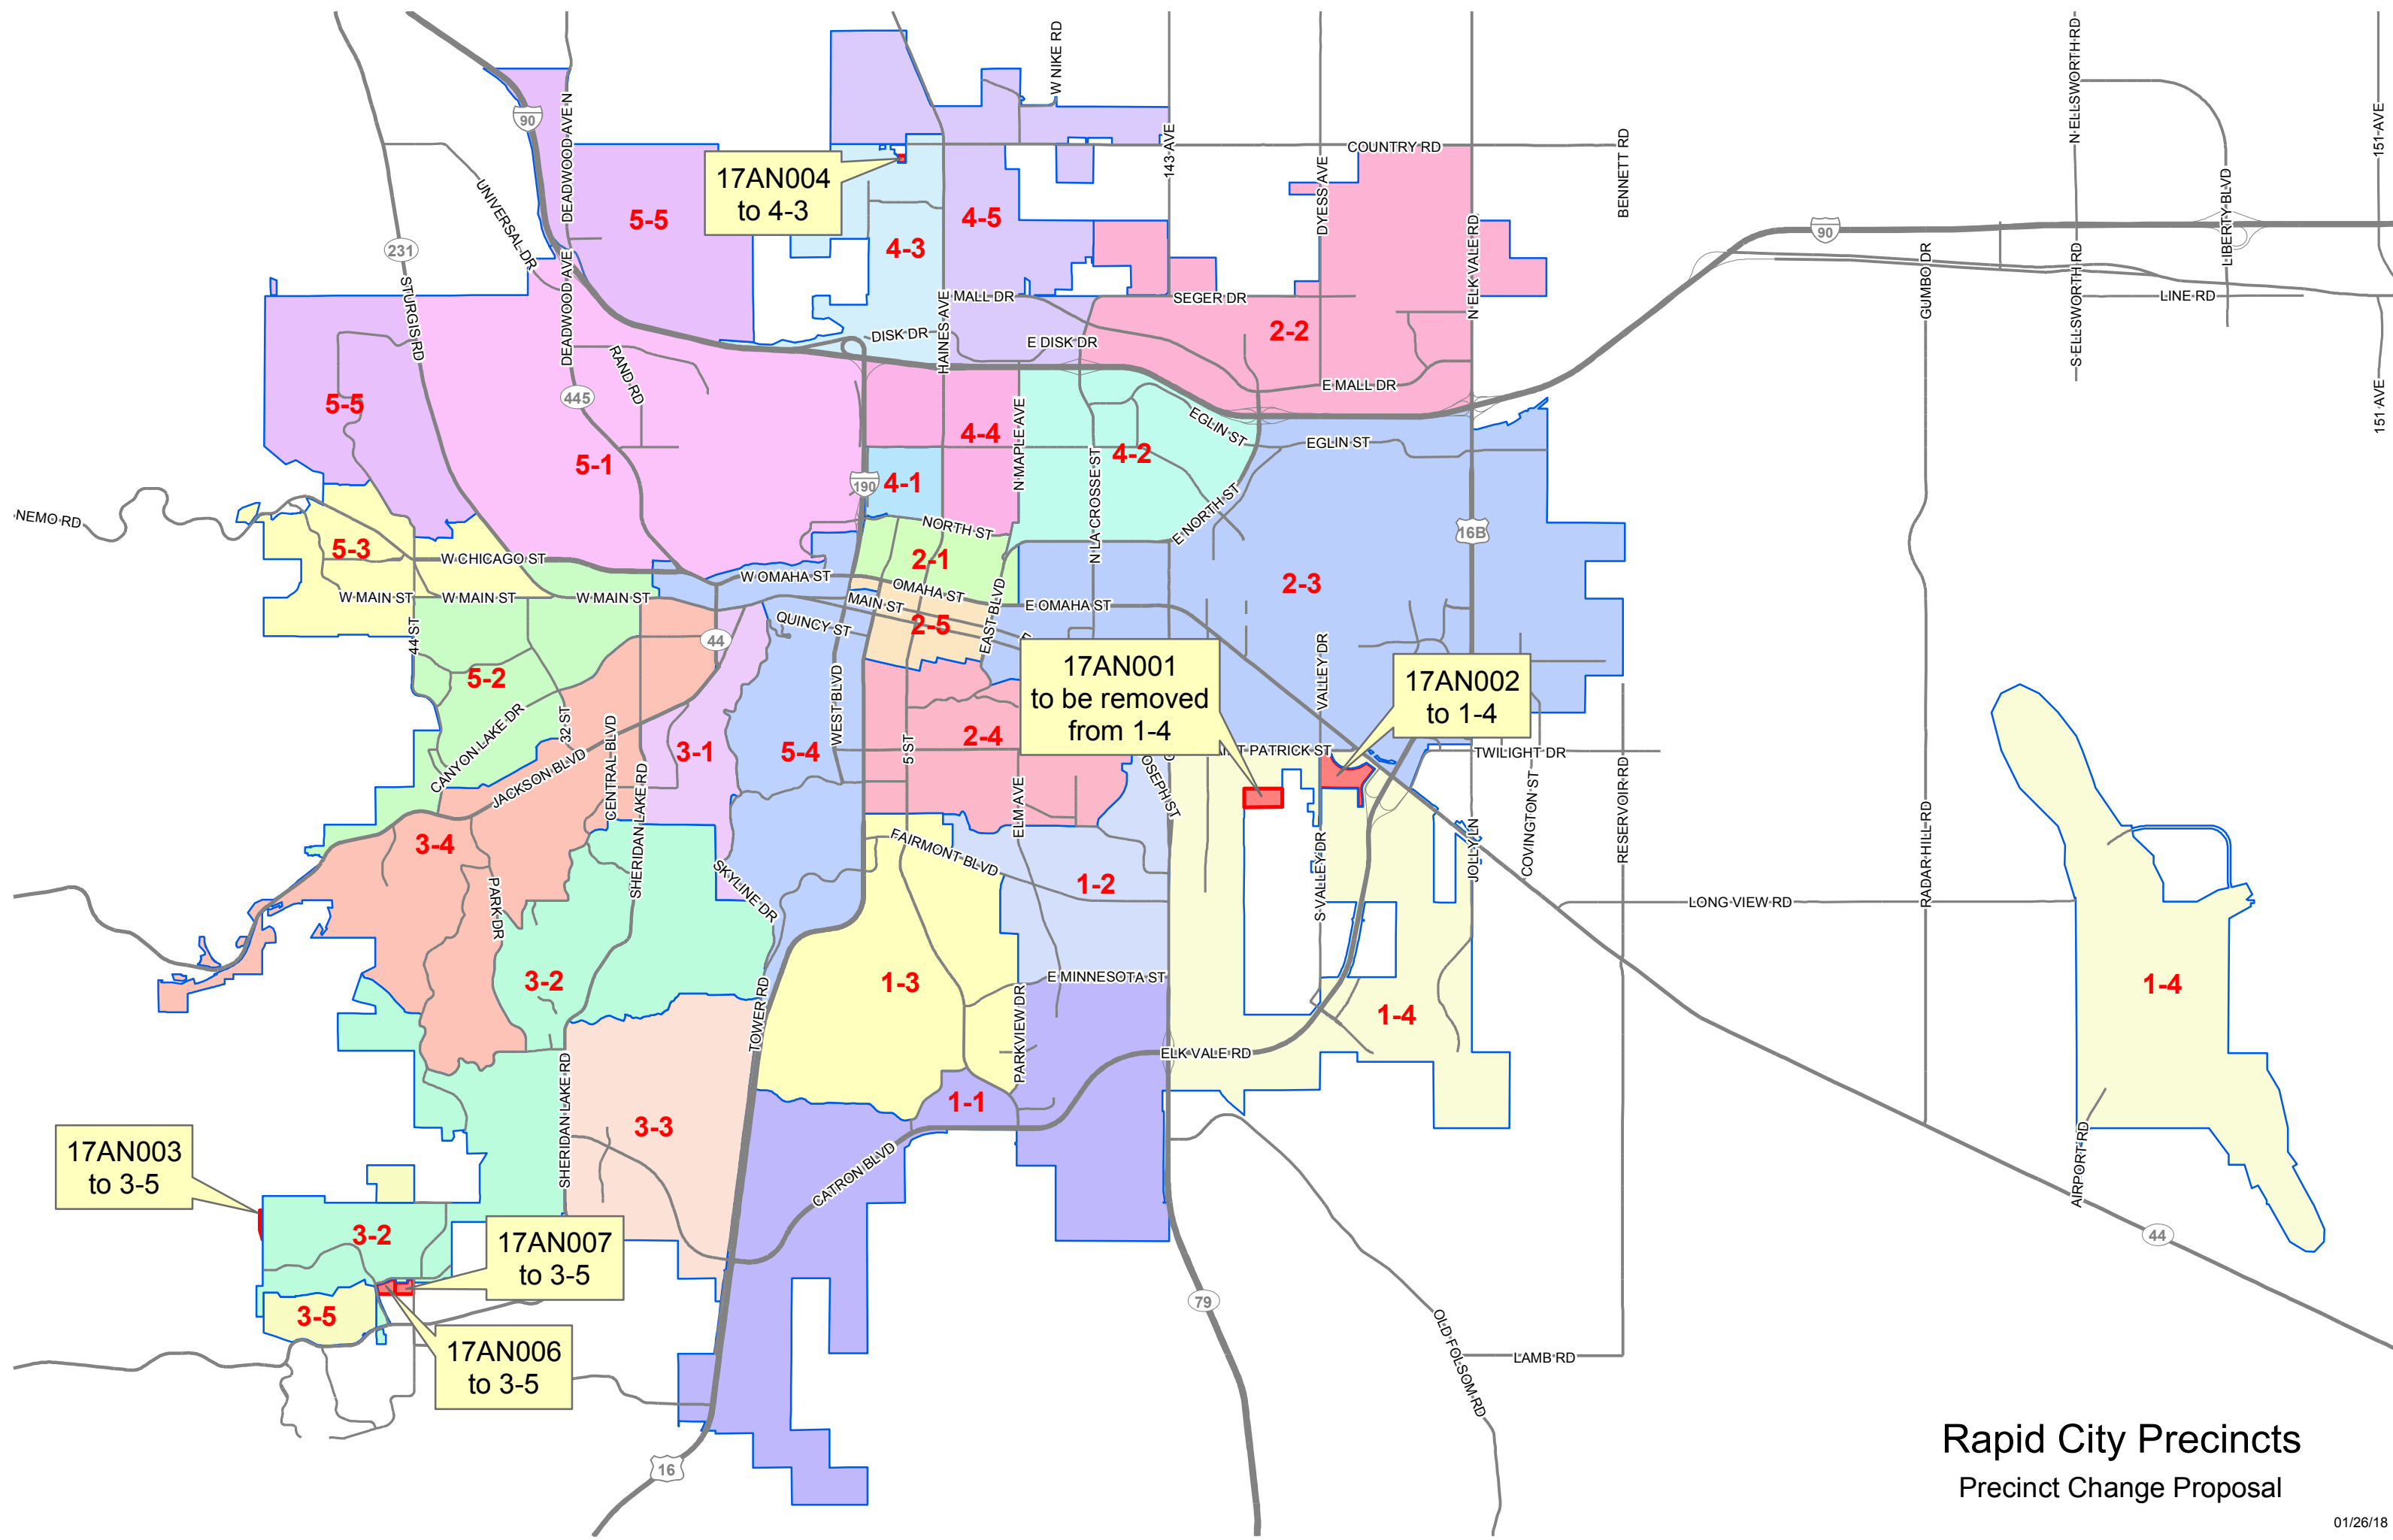 W NIKE RD
N ELLSWORTH RD
90
DEADWOOD AVE N
143 AVE
COUNTRY RD
BENNETT RD
151 AVE
17AN004
to 4-3
UNIVERSAL DR
5-5
4-5
4-3
DYESS AVE
N ELK VALE RD
LIBERTY BLVD
90
231
STURGIS RD
DEADWOOD AVE
GUMBO DR
S ELLSWORTH RD
MALL DR
SEGER DR
LINE RD
HAINES AVE
DISK DR
E DISK DR
2-2
RAND RD
E MALL DR
445
5-5
151 AVE
5-1
4-4
N MAPLE AVE
EGLIN ST
EGLIN ST
4-2
N LA CROSSE ST
190
4-1
E NORTH ST
NEMO RD
5-3
NORTH ST
16B
W CHICAGO ST
2-1
W OMAHA ST
OMAHA ST
2-3
W MAIN ST
W MAIN ST
W MAIN ST
MAIN ST
E OMAHA ST
QUINCY ST
2-5
EAST BLVD
44 ST
44
17AN001
to be removed
from 1-4
17AN002
to 1-4
VALLEY DR
5-2
CANYON LAKE DR
32 ST
CENTRAL BLVD
3-1
5-4
WEST BLVD
5 ST
2-4
JACKSON BLVD
SHERIDAN LAKE RD
ELM AVE
OSEPH ST
NT PATRICK ST
TWILIGHT DR
COVINGTON ST
RESERVOIR RD
3-4
FAIRMONT BLVD
S VALLEY DR
JOLLY LN
RADAR HILL RD
PARK DR
SKYLINE DR
1-2
LONG VIEW RD
3-2
TOWER RD
1-3
E MINNESOTA ST
1-4
1-4
PARKVIEW DR
ELK VALE RD
SHERIDAN LAKE RD
3-3
1-1
CATRON BLVD
AIRPORT RD
17AN003
to 3-5
3-2
17AN007
to 3-5
44
79
3-5
17AN006
to 3-5
OLD FOLSOM RD
LAMB RD
16
Rapid City Precincts
Precinct Change Proposal
01/26/18